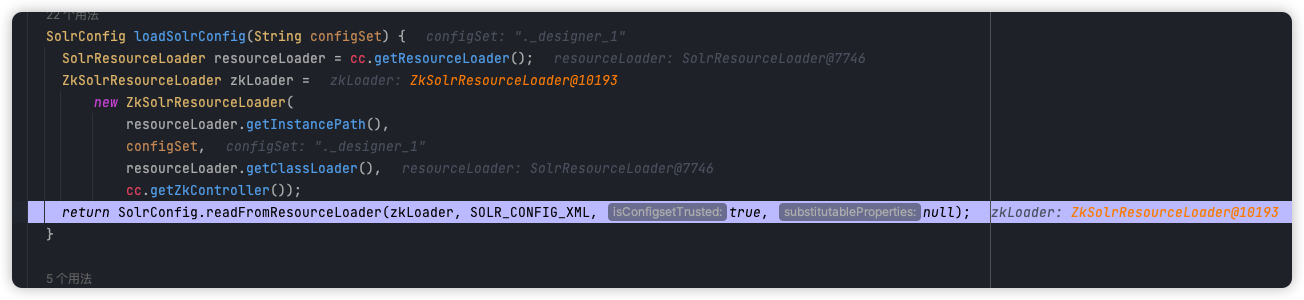 22 个用法
SolrConfig loadSolrConfig(String configSet) { configSet: "._designer_1"
SolrResourceLoader resourceLoader = cc.getResourceLoader(); resourceLoader: SolrResourceLoader@7746
ZkSolrResourceLoader zkLoader = zkLoader: ZkSolrResourceLoader@10193
new ZkSolrResourceLoader(
resourceLoader.getInstancePath(),
configSet, configSet: "._designer_1"
resourceLoader.getClassLoader(), resourceLoader: SolrResourceLoader@7746
cc.getZkController());
return SolrConfig.readFromResourceLoader(zkLoader, SOLR_CONFIG_XML, isConfigsetTrusted: true, substitutableProperties: null); zkLoader: ZkSolrResourceLoader@10193
}
5 个用法